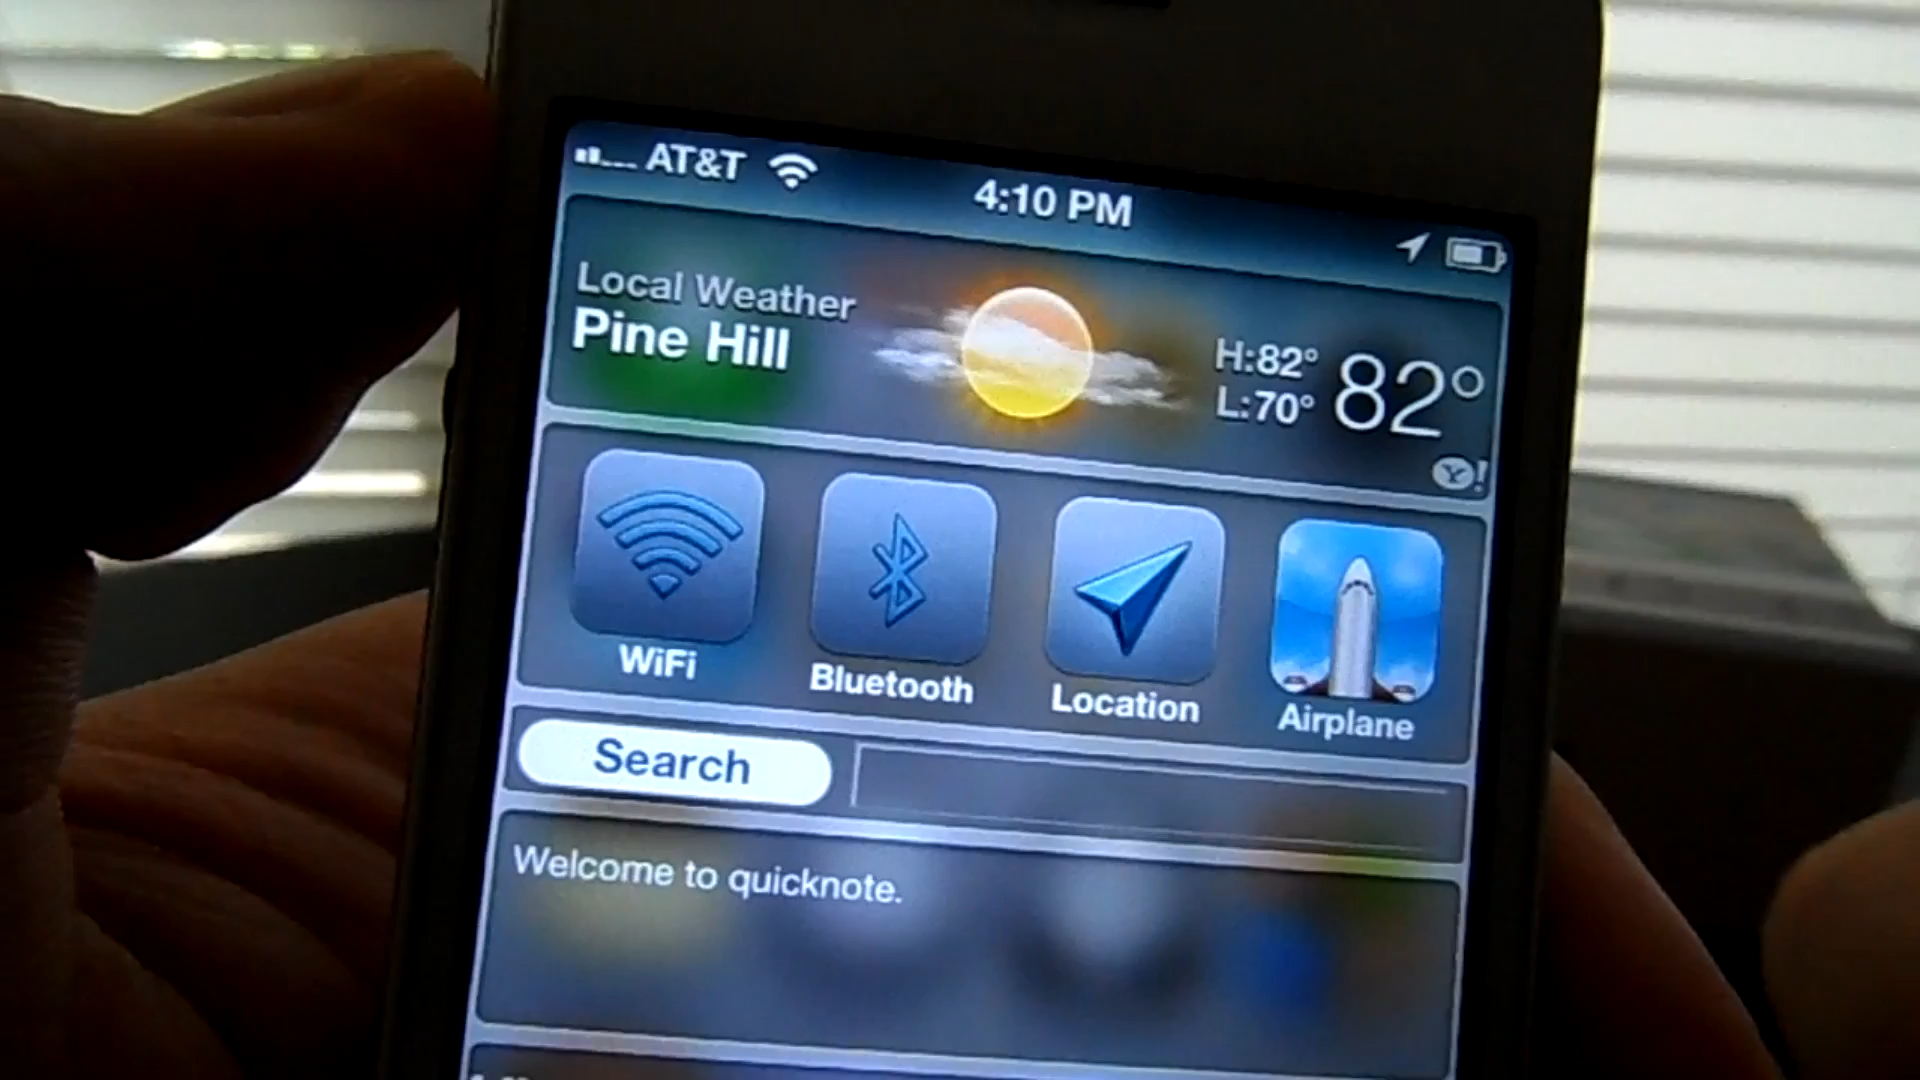 AT&T
4:10 PM
Local Weather
Pine Hill
H:82°
L:70°
82°
Y!
WiFi
Bluetooth
Location
Airplane
Search
Welcome to quicknote.